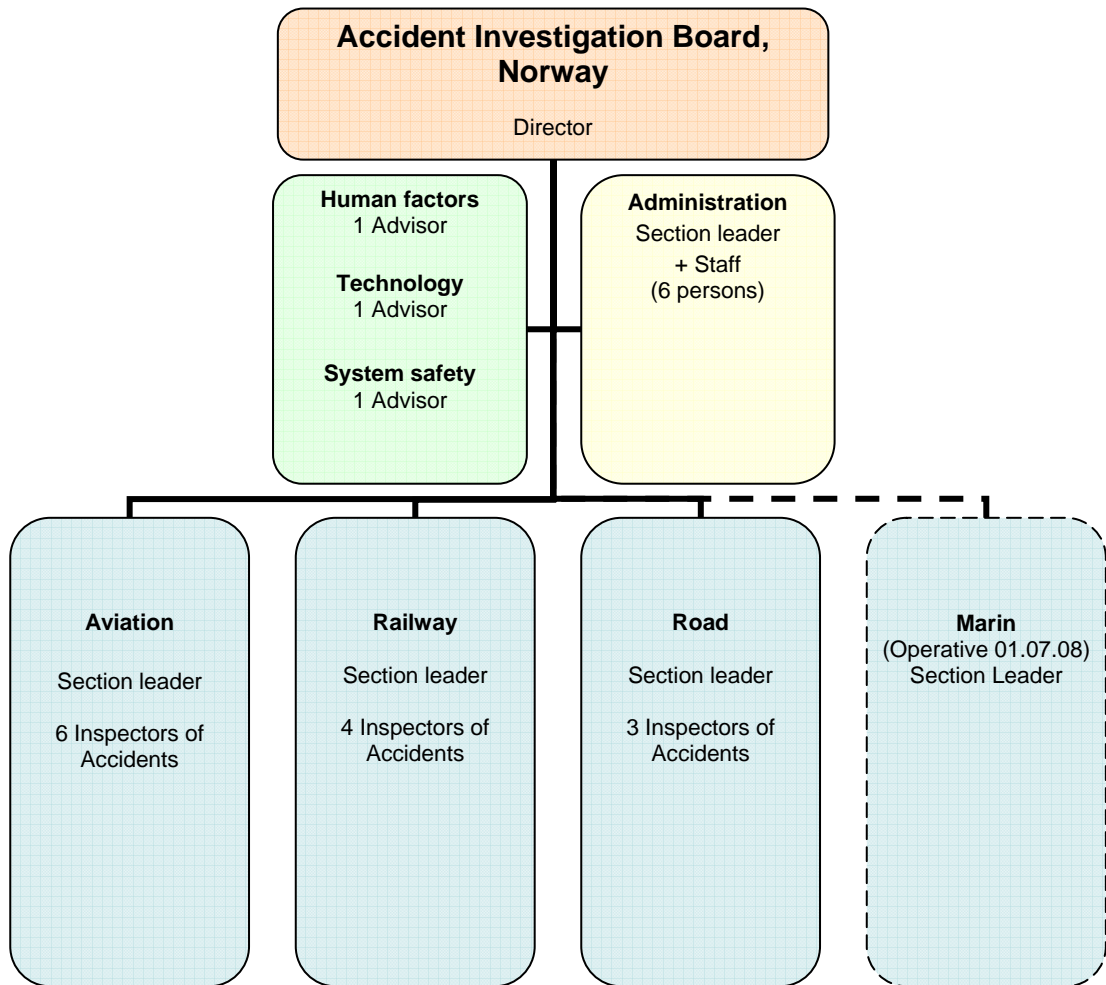 Accident Investigation Board,
Norway
Director
Human factors
1 Advisor
Technology
1 Advisor
System safety
1 Advisor
Administration
Section leader
+ Staff
(6 persons)
Aviation
Section leader
6 Inspectors of
Accidents
Railway
Section leader
4 Inspectors of
Accidents
Road
Section leader
3 Inspectors of
Accidents
Marin
(Operative 01.07.08)
Section Leader